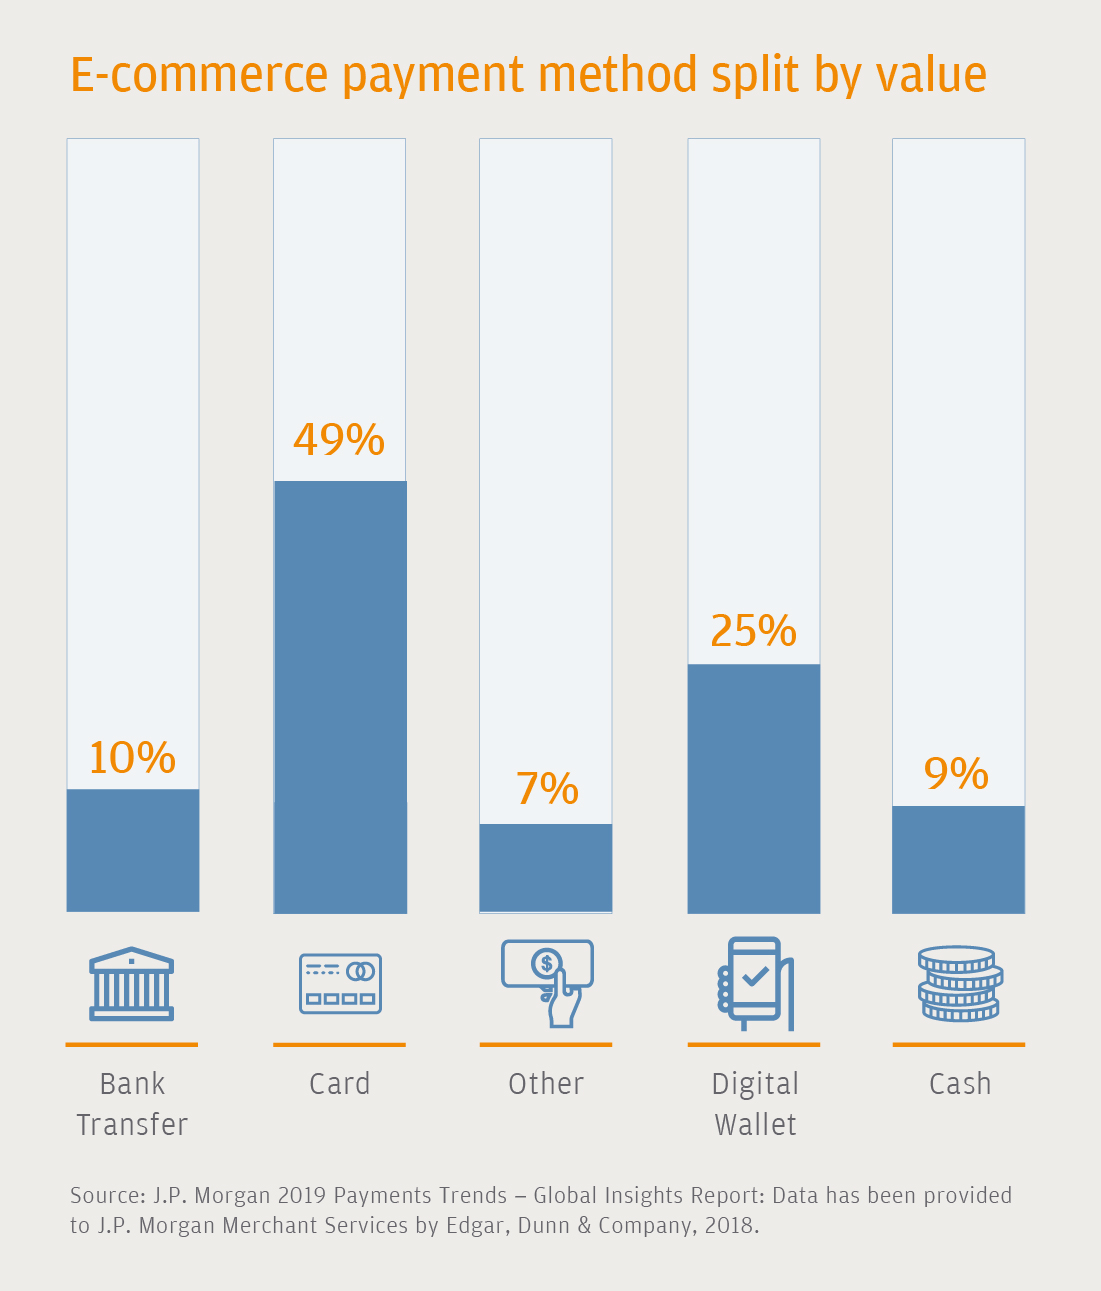 E-commerce payment method split by value
49%
25%
10%
7%
9%
$
Bank
Transfer
Card
Other
Digital
Wallet
Cash
Source: J.P. Morgan 2019 Payments Trends – Global Insights Report: Data has been provided
to J.P. Morgan Merchant Services by Edgar, Dunn & Company, 2018.